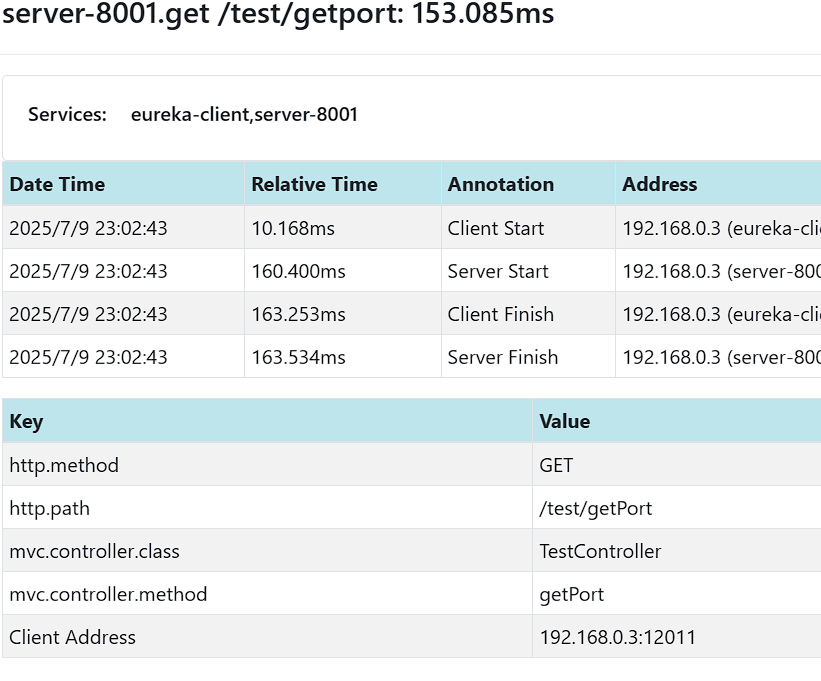 server-8001.get /test/getport: 153.085ms
Services: eureka-client,server-8001
Date Time Relative Time Annotation Address
2025/7/9 23:02:43 10.168ms Client Start 192.168.0.3 (eureka-cli
2025/7/9 23:02:43 160.400ms Server Start 192.168.0.3 (server-800
2025/7/9 23:02:43 163.253ms Client Finish 192.168.0.3 (eureka-cli
2025/7/9 23:02:43 163.534ms Server Finish 192.168.0.3 (server-800
Key Value
http.method GET
http.path /test/getPort
mvc.controller.class TestController
mvc.controller.method getPort
Client Address 192.168.0.3:12011